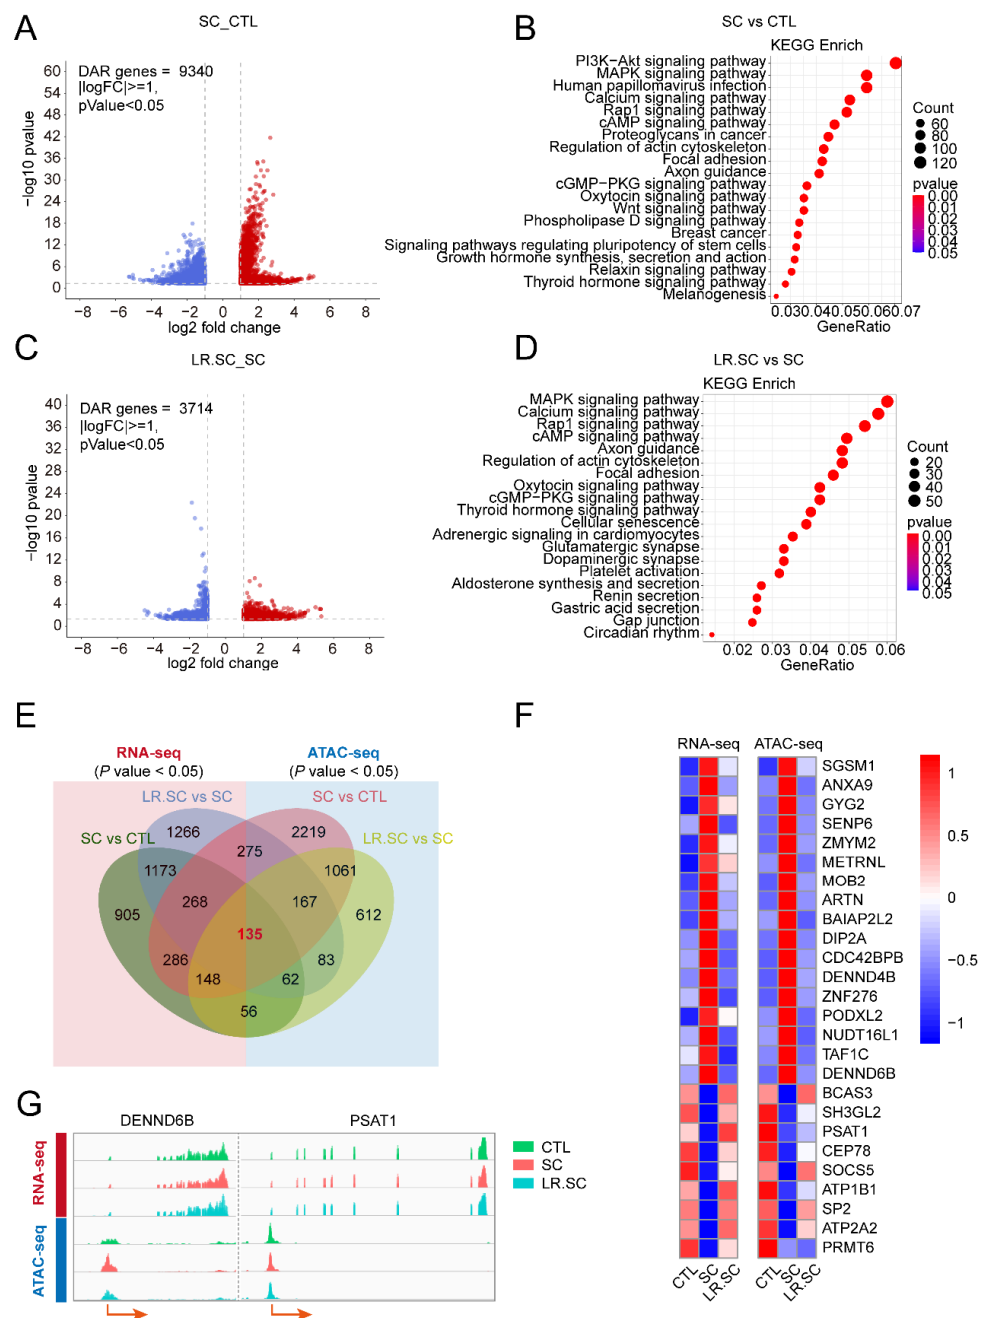 A
SC_CTL
DAR genes = 9340
|logFC|>=1,
pValue<0.05
60
54
48
42
36
30
24
18
12
6
0
−log10 pvalue
−8 −6 −4 −2 0 2 4 6 8
log2 fold change
B
SC vs CTL
KEGG Enrich
PI3K−Akt signaling pathway
MAPK signaling pathway
Human papillomavirus infection
Calcium signaling pathway
Rap1 signaling pathway
cAMP signaling pathway
Proteoglycans in cancer
Regulation of actin cytoskeleton
Focal adhesion
Axon guidance
cGMP−PKG signaling pathway
Oxytocin signaling pathway
Wnt signaling pathway
Phospholipase D signaling pathway
Breast cancer
Signaling pathways regulating pluripotency of stem cells
Growth hormone synthesis, secretion and action
Relaxin signaling pathway
Thyroid hormone signaling pathway
Melanogenesis
0.03 0.04 0.05 0.06 0.07
GeneRatio
Count
60
80
100
120
pvalue
0.00
0.01
0.02
0.03
0.04
0.05
C
LR.SC_SC
DAR genes = 3714
|logFC|>=1,
pValue<0.05
40
36
32
28
24
20
16
12
8
4
0
−log10 pvalue
−8 −6 −4 −2 0 2 4 6 8
log2 fold change
D
LR.SC vs SC
KEGG Enrich
MAPK signaling pathway
Calcium signaling pathway
Rap1 signaling pathway
cAMP signaling pathway
Axon guidance
Regulation of actin cytoskeleton
Focal adhesion
Oxytocin signaling pathway
cGMP−PKG signaling pathway
Thyroid hormone signaling pathway
Cellular senescence
Adrenergic signaling in cardiomyocytes
Glutamatergic synapse
Dopaminergic synapse
Platelet activation
Aldosterone synthesis and secretion
Renin secretion
Gastric acid secretion
Gap junction
Circadian rhythm
0.02 0.03 0.04 0.05 0.06
GeneRatio
Count
20
30
40
50
pvalue
0.00
0.01
0.02
0.03
0.04
0.05
E
RNA-seq ATAC-seq
(P value < 0.05) (P value < 0.05)
LR.SC vs SC SC vs CTL
SC vs CTL LR.SC vs SC
1266 2219
275
1173 1061
268 167
905 612
135
286 83
148 62
56
F
RNA-seq ATAC-seq
SGSM1
ANXA9
GYG2
SENP6
ZMYM2
METRNL
MOB2
ARTN
BAIAP2L2
DIP2A
CDC42BPB
DENND4B
ZNF276
PODXL2
NUDT16L1
TAF1C
DENND6B
BCAS3
SH3GL2
PSAT1
CEP78
SOCS5
ATP1B1
SP2
ATP2A2
PRMT6
CTL SC LR.SC CTL SC LR.SC
1
0.5
0
−0.5
−1
G
DENND6B PSAT1
RNA-seq
ATAC-seq
CTL
SC
LR.SC